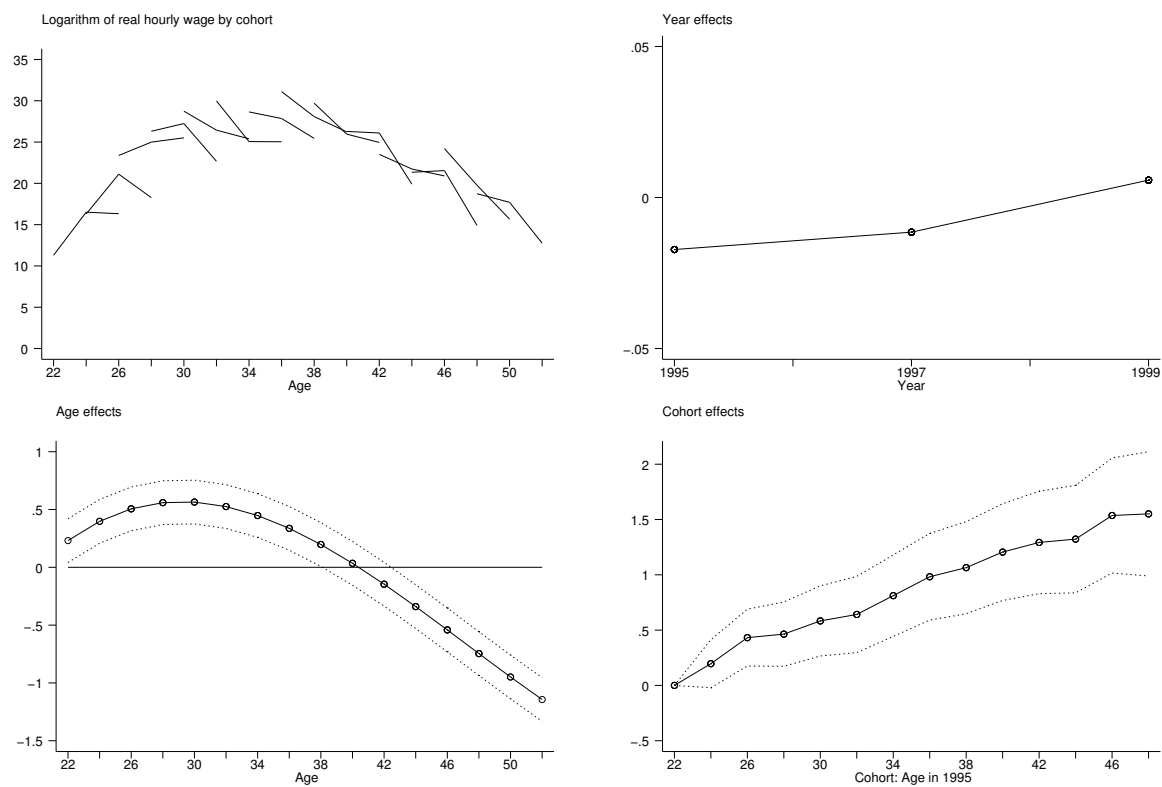 Logarithm of real hourly wage by cohort
35
30
25
20
15
10
5
0
22 26 30 34 38 42 46 50
Age
Year effects
.05
0
−.05
1995 1997 1999
Year
Age effects
1
.5
0
−.5
−1
−1.5
22 26 30 34 38 42 46 50
Age
Cohort effects
2
1.5
1
.5
0
−.5
22 26 30 34 38 42 46
Cohort: Age in 1995